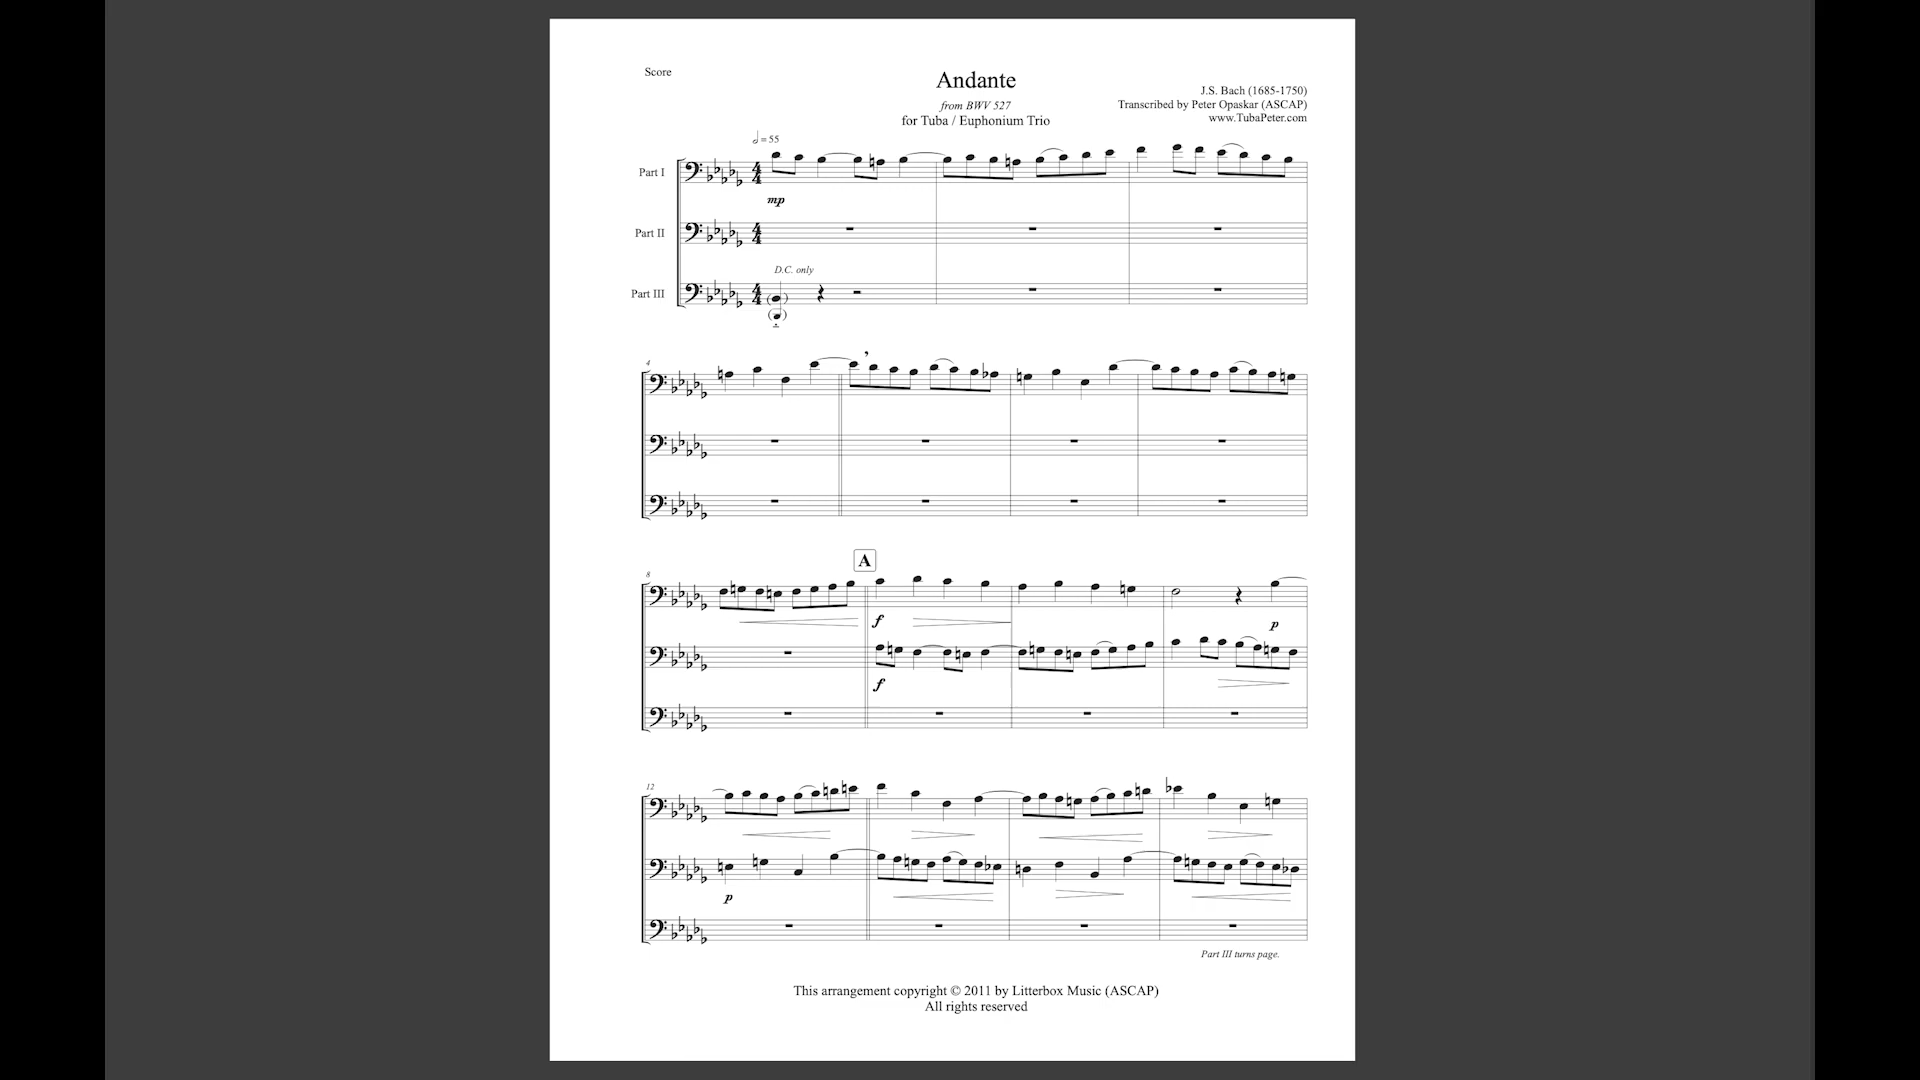 Score
Andante
from BWV 527
for Tuba / Euphonium Trio
J.S. Bach (1685-1750)
Transcribed by Peter Opaskar (ASCAP)
www.TubaPeter.com
= 55
Part I
mp
Part II
D.C. only
Part III
4
A
8
f
p
f
12
p
Part III turns page.
This arrangement copyright © 2011 by Litterbox Music (ASCAP)
All rights reserved